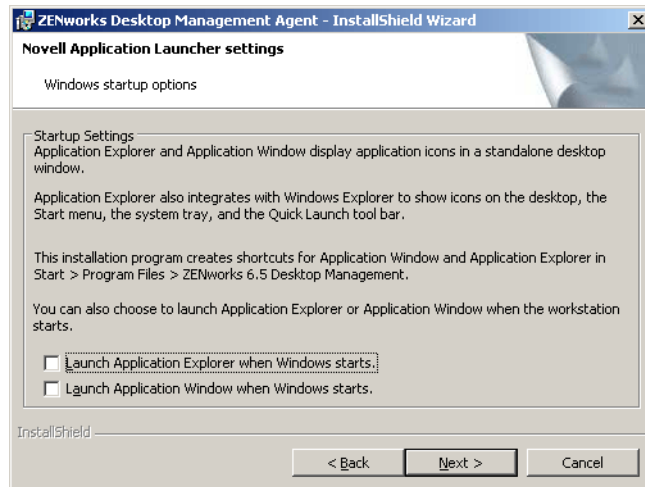 ZENworks Desktop Management Agent - InstallShield Wizard
Novell Application Launcher settings
Windows startup options
Startup Settings
Application Explorer and Application Window display application icons in a standalone desktop
window.
Application Explorer also integrates with Windows Explorer to show icons on the desktop, the
Start menu, the system tray, and the Quick Launch tool bar.
This installation program creates shortcuts for Application Window and Application Explorer in
Start > Program Files > ZENworks 6.5 Desktop Management.
You can also choose to launch Application Explorer or Application Window when the workstation
starts.
Launch Application Explorer when Windows starts.
Launch Application Window when Windows starts.
InstallShield
< Back Next > Cancel